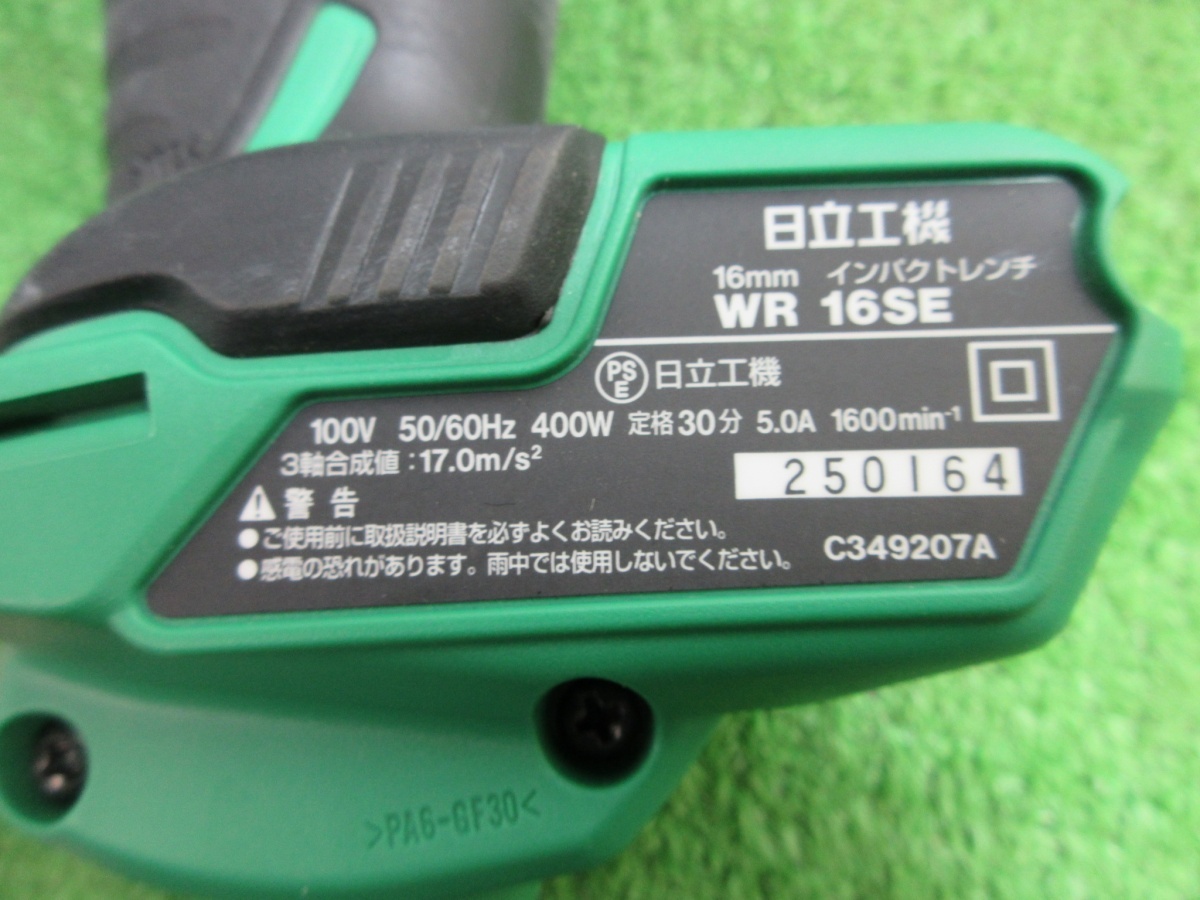 日立工機
16mm インパクトレンチ
WR 16SE
PSE 日立工機
100V 50/60Hz 400W 定格30分 5.0A 1600min⁻¹
3軸合成値:17.0m/s²
250164
⚠警告
●ご使用前に取扱説明書を必ずよくお読みください。
●感電の恐れがあります。雨中では使用しないでください。
C349207A
>PA6-GF30<